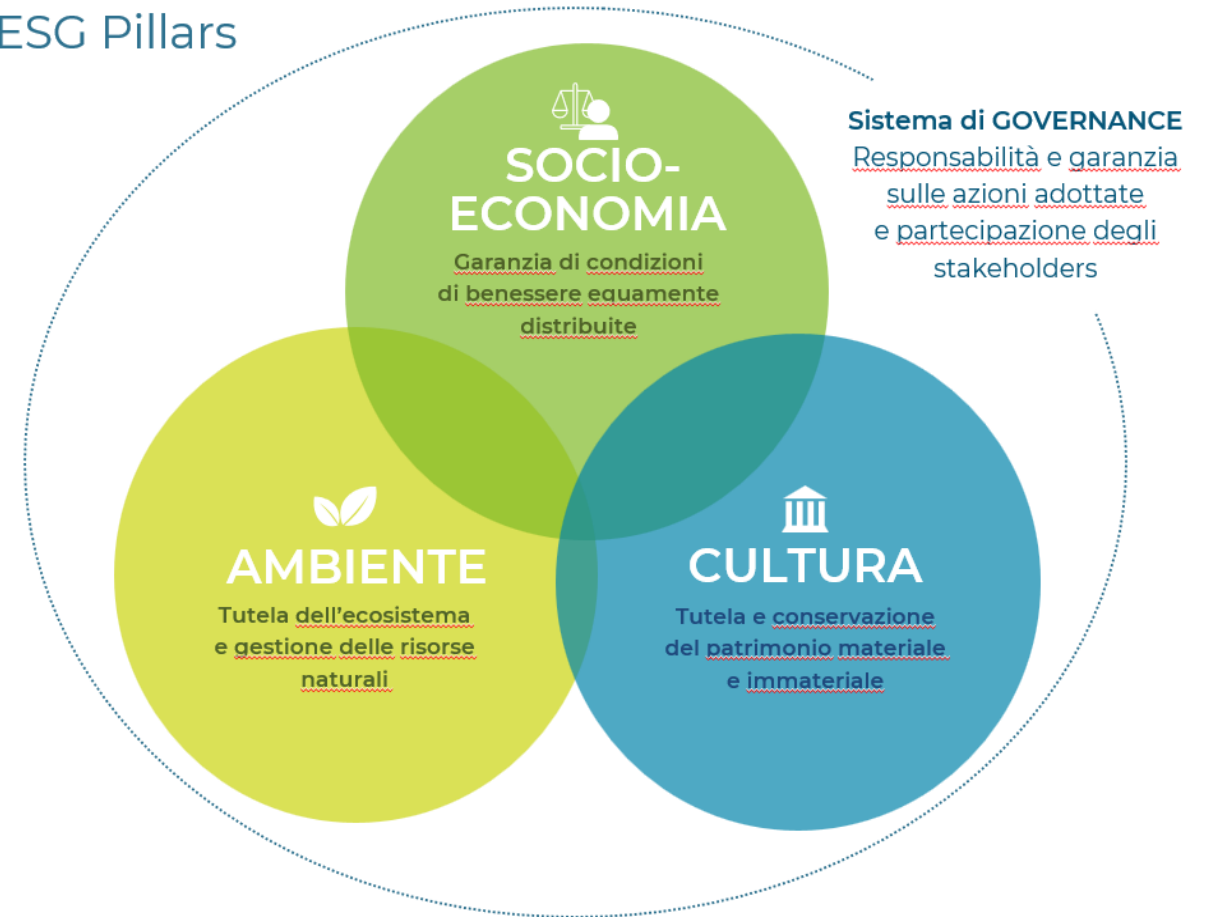 ESG Pillars
SOCIO-
ECONOMIA
Garanzia di condizioni
di benessere equamente
distribuite
Sistema di GOVERNANCE
Responsabilità e garanzia
sulle azioni adottate
e partecipazione degli
stakeholders
AMBIENTE
Tutela dell'ecosistema
e gestione delle risorse
naturali
CULTURA
Tutela e conservazione
del patrimonio materiale
e immateriale